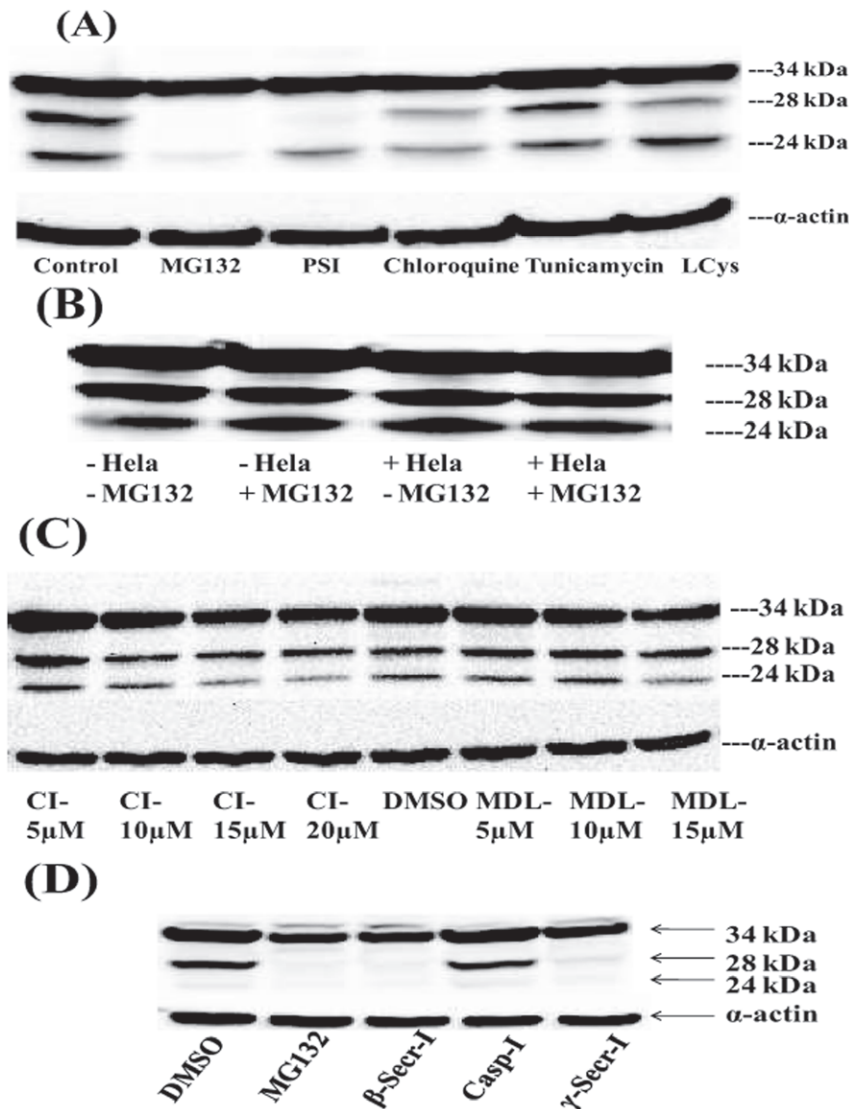 (A)
---34 kDa
---28 kDa
---24 kDa
---α-actin
Control MG132 PSI Chloroquine Tunicamycin LCys
(B)
----34 kDa
----28 kDa
----24 kDa
- Hela - Hela + Hela + Hela
- MG132 + MG132 - MG132 + MG132
(C)
---34 kDa
---28 kDa
---24 kDa
---α-actin
CI- CI- CI- CI- DMSO MDL- MDL- MDL-
5µM 10µM 15µM 20µM 5µM 10µM 15µM
(D)
34 kDa
28 kDa
24 kDa
α-actin
DMSO MG132 β-Secr-I Casp-I γ-Secr-I